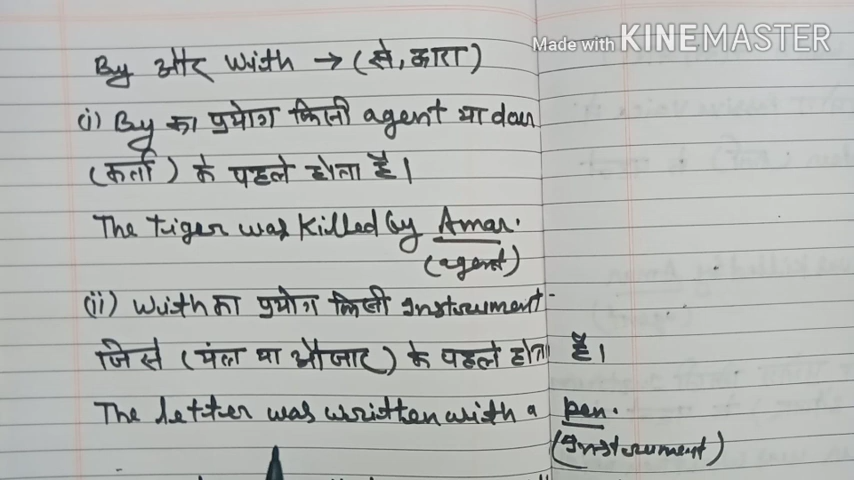 Made with KINEMASTER
By और With → (से, द्वारा)
(i) By का प्रयोग किसी agent या doer
(कर्ता) के पहले होता है।
The tiger was killed by Amar.
(agent)
(ii) With का प्रयोग किसी instrument
जिसे (यंत्र या औजार) के पहले होता है।
The letter was written with a pen.
(Instrument)